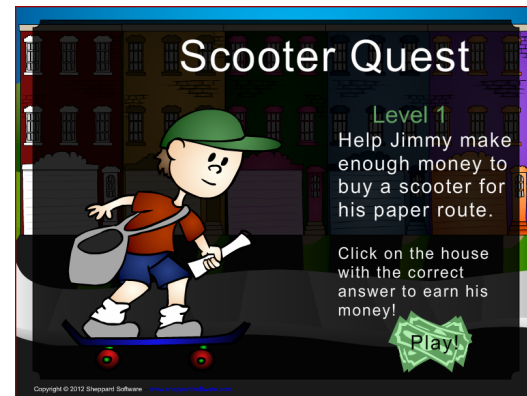 Scooter Quest
Level 1
Help Jimmy make
enough money to
buy a scooter for
his paper route.
Click on the house
with the correct
answer to earn his
money!
Play!
Copyright © 2012 Sheppard Software